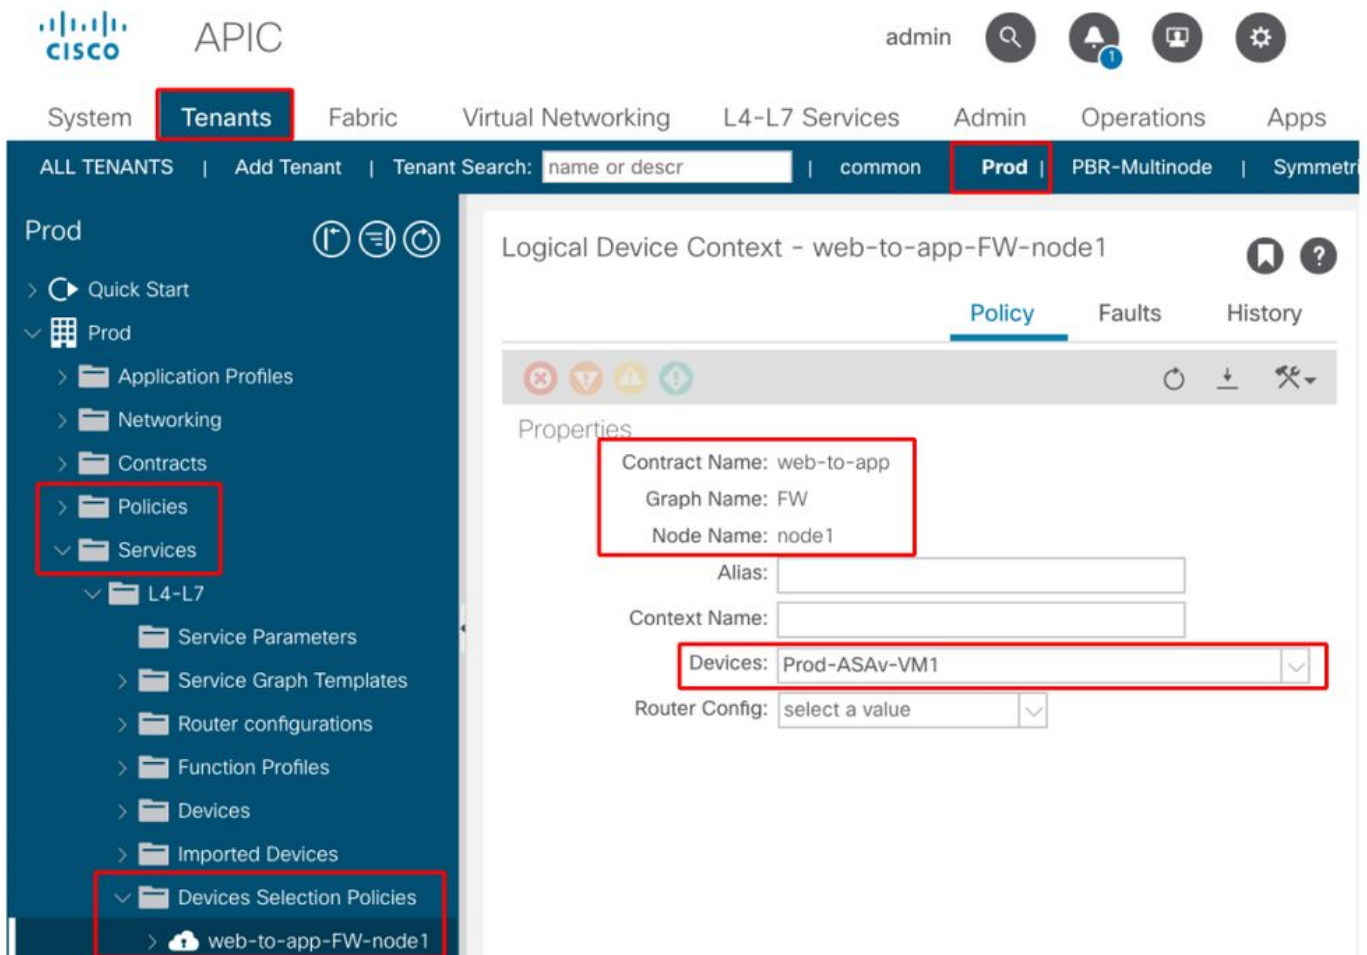 CISCO
APIC
admin
1
System Tenants Fabric Virtual Networking L4-L7 Services Admin Operations Apps
ALL TENANTS | Add Tenant | Tenant Search: name or descr | common Prod | PBR-Multinode | Symmetri
Prod
Quick Start
Prod
Application Profiles
Networking
Contracts
Policies
Services
L4-L7
Service Parameters
Service Graph Templates
Router configurations
Function Profiles
Devices
Imported Devices
Devices Selection Policies
web-to-app-FW-node1
Logical Device Context - web-to-app-FW-node1
?
Policy Faults History
Properties
Contract Name: web-to-app
Graph Name: FW
Node Name: node1
Alias:
Context Name:
Devices: Prod-ASAv-VM1
Router Config: select a value